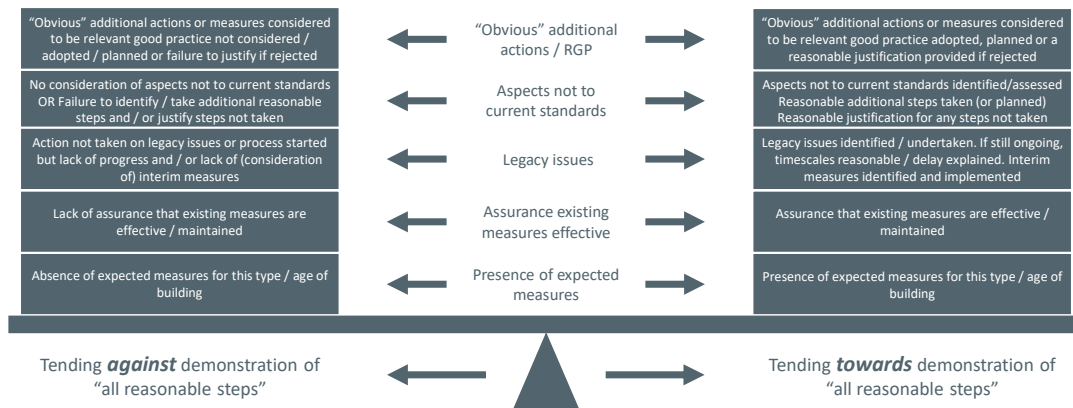 “Obvious” additional actions or measures considered
to be relevant good practice not considered /
adopted / planned or failure to justify if rejected
“Obvious” additional
actions / RGP
“Obvious” additional actions or measures considered
to be relevant good practice adopted, planned or a
reasonable justification provided if rejected
No consideration of aspects not to current standards
OR Failure to identify / take additional reasonable
steps and / or justify steps not taken
Aspects not to
current standards
Aspects not to current standards identified/assessed
Reasonable additional steps taken (or planned)
Reasonable justification for any steps not taken
Action not taken on legacy issues or process started
but lack of progress and / or lack of (consideration
of) interim measures
Legacy issues
Legacy issues identified / undertaken. If still ongoing,
timescales reasonable / delay explained. Interim
measures identified and implemented
Lack of assurance that existing measures are
effective / maintained
Assurance existing
measures effective
Assurance that existing measures are effective /
maintained
Absence of expected measures for this type / age of
building
Presence of expected
measures
Presence of expected measures for this type / age of
building
Tending against demonstration of
“all reasonable steps”
Tending towards demonstration of
“all reasonable steps”